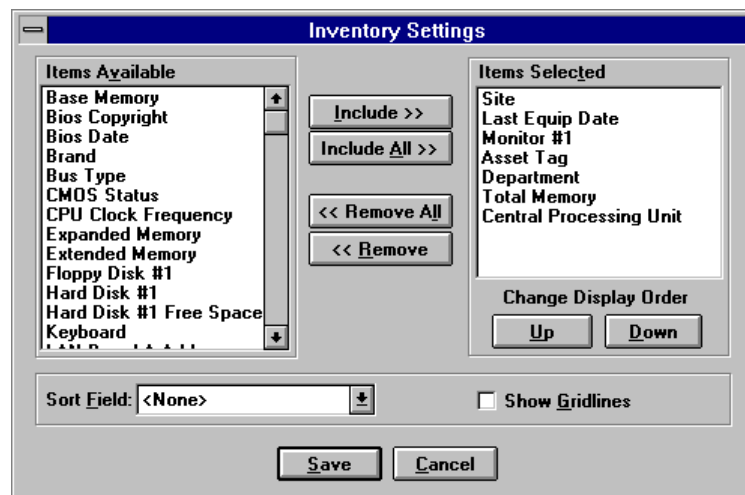 Inventory Settings
Items Available
Base Memory
Bios Copyright
Bios Date
Brand
Bus Type
CMOS Status
CPU Clock Frequency
Expanded Memory
Extended Memory
Floppy Disk #1
Hard Disk #1
Hard Disk #1 Free Space
Keyboard
Include >>
Include All >>
<< Remove All
<< Remove
Items Selected
Site
Last Equip Date
Monitor #1
Asset Tag
Department
Total Memory
Central Processing Unit
Change Display Order
Up
Down
Sort Field: <None>
Show Gridlines
Save
Cancel